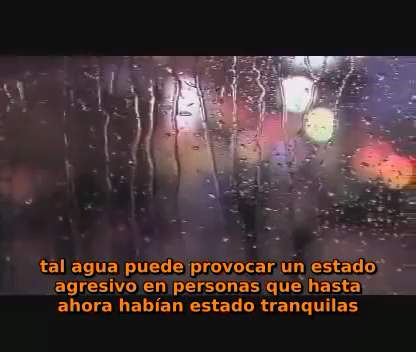 tal agua puede provocar un estado
agresivo en personas que hasta
ahora habían estado tranquilas